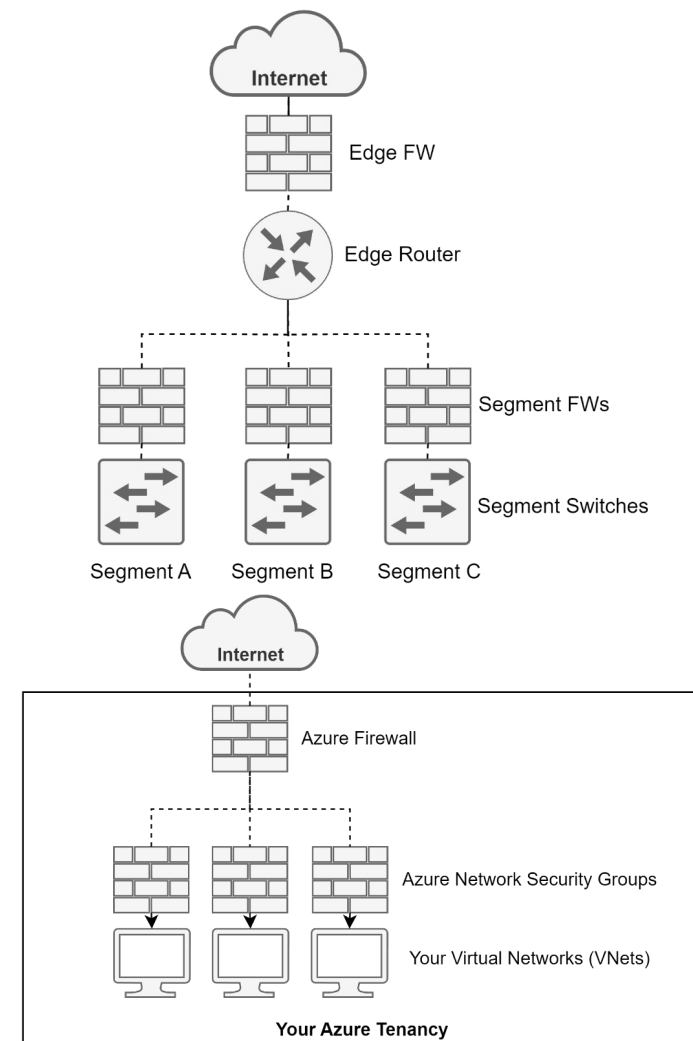 Internet
Edge FW
Edge Router
Segment FWs
Segment Switches
Segment A
Segment B
Segment C
Internet
Azure Firewall
Azure Network Security Groups
Your Virtual Networks (VNets)
Your Azure Tenancy